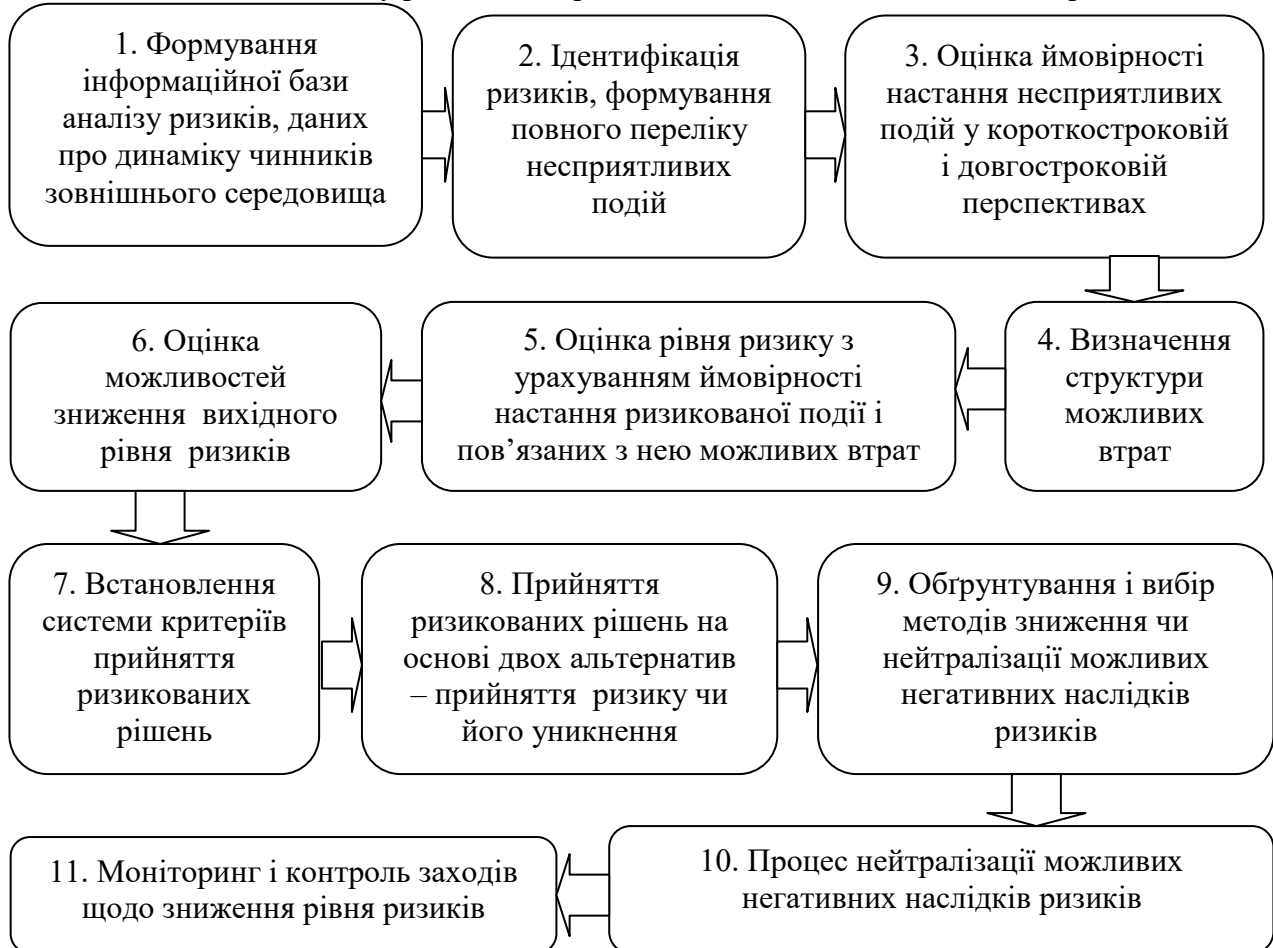 1. Формування
інформаційної бази
аналізу ризиків, даних
про динаміку чинників
зовнішнього середовища
2. Ідентифікація
ризиків, формування
повного переліку
несприятливих
подій
3. Оцінка ймовірності
настання несприятливих
подій у короткостроковій
і довгостроковій
перспективах
4. Визначення
структури
можливих
втрат
5. Оцінка рівня ризику з
урахуванням ймовірності
настання ризикованої події і
пов’язаних з нею можливих втрат
6. Оцінка
можливостей
зниження вихідного
рівня ризиків
7. Встановлення
системи критеріїв
прийняття
ризикованих
рішень
8. Прийняття
ризикованих рішень на
основі двох альтернатив
– прийняття ризику чи
його уникнення
9. Обґрунтування і вибір
методів зниження чи
нейтралізації можливих
негативних наслідків
ризиків
10. Процес нейтралізації можливих
негативних наслідків ризиків
11. Моніторинг і контроль заходів
щодо зниження рівня ризиків